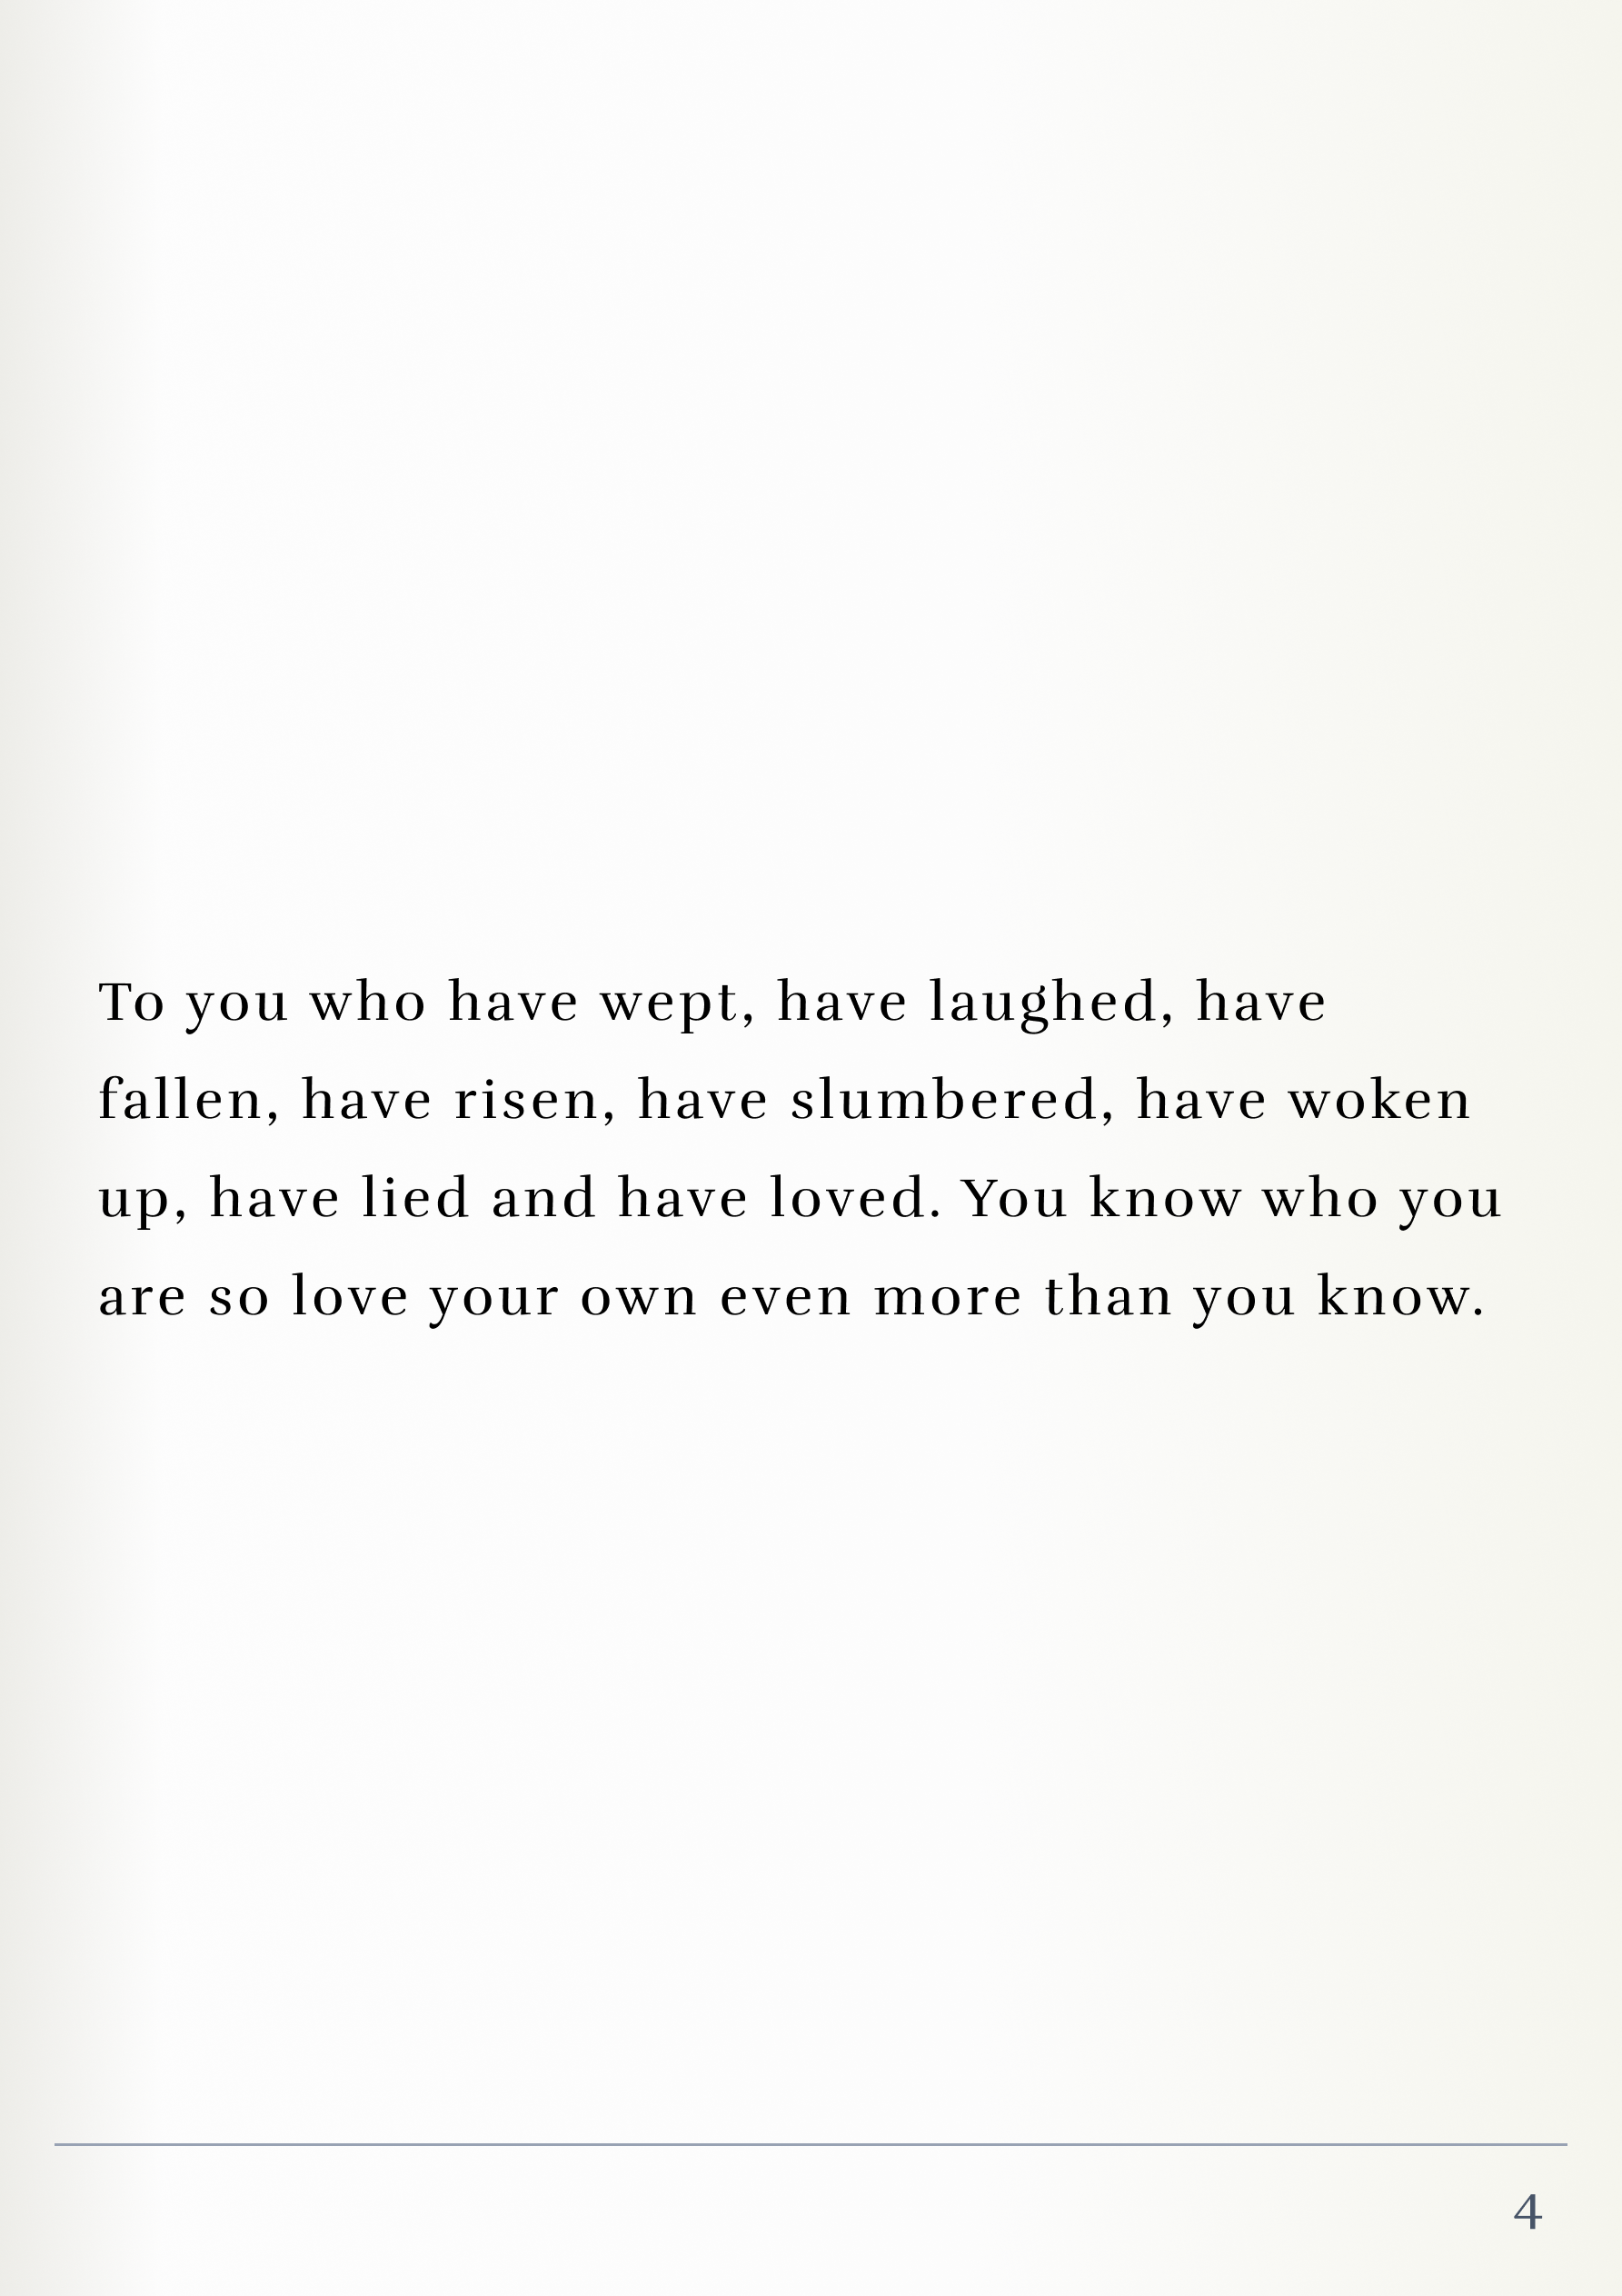 To you who have wept, have laughed, have
fallen, have risen, have slumbered, have woken
up, have lied and have loved. You know who you
are so love your own even more than you know.
4